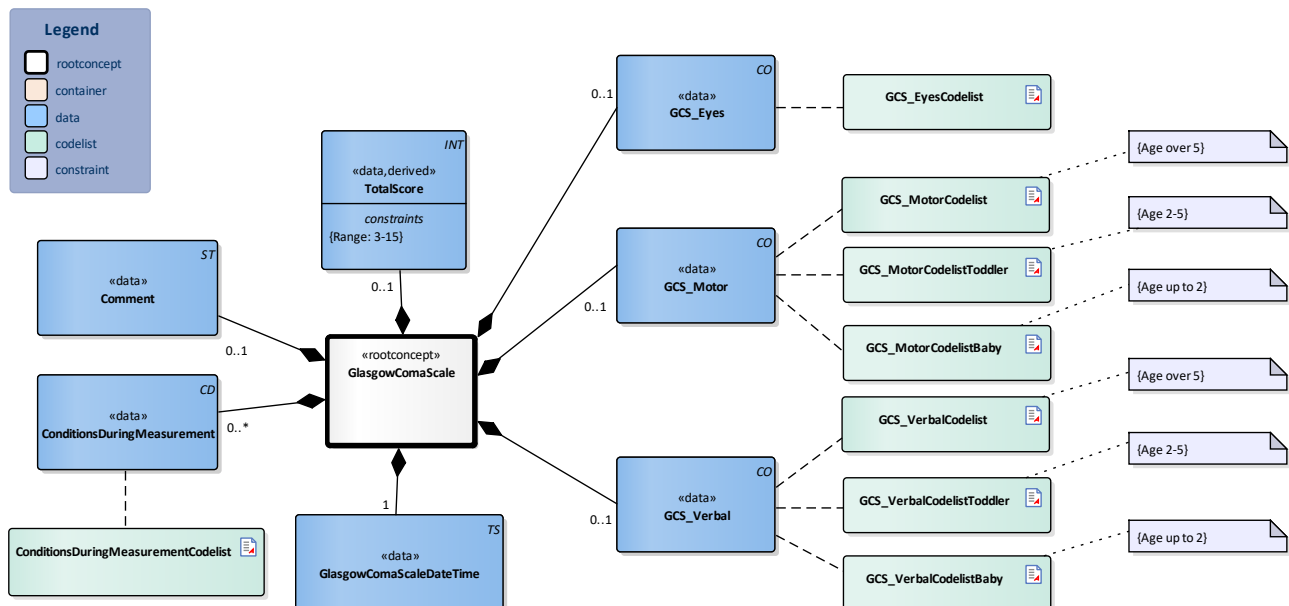 Legend
rootconcept
container
data
codelist
constraint
CO
«data»
GCS_Eyes
0..1
GCS_EyesCodelist
INT
«data,derived»
TotalScore
constraints
{Range: 3-15}
0..1
{Age over 5}
GCS_MotorCodelist
{Age 2-5}
CO
«data»
GCS_Motor
0..1
GCS_MotorCodelistToddler
{Age up to 2}
GCS_MotorCodelistBaby
ST
«data»
Comment
0..1
«rootconcept»
GlasgowComaScale
CD
«data»
ConditionsDuringMeasurement
0..*
{Age over 5}
GCS_VerbalCodelist
{Age 2-5}
CO
«data»
GCS_Verbal
0..1
GCS_VerbalCodelistToddler
{Age up to 2}
GCS_VerbalCodelistBaby
1
TS
«data»
GlasgowComaScaleDateTime
ConditionsDuringMeasurementCodelist